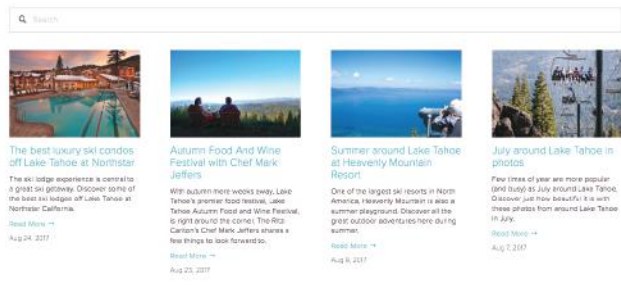 Search
The best luxury ski condos
off Lake Tahoe at Northstar
The ski lodge experience is central to
a great ski getaway. Discover some of
the best ski lodges off Lake Tahoe at
Northstar California.
Read More →
Aug 24, 2017
Autumn Food And Wine
Festival with Chef Mark
Jeffers
With autumn mere weeks away, Lake
Tahoe's premier food festival, Lake
Tahoe Autumn Food and Wine Festival,
is right around the corner. The Ritz
Carlton's Chef Mark Jeffers shares a
few things to look forward to.
Read More →
Aug 23, 2017
Summer around Lake Tahoe
at Heavenly Mountain
Resort
One of the largest ski resorts in North
America, Heavenly Mountain is also a
summer playground. Discover all the
great outdoor adventures here during
summer.
Read More →
Aug 9, 2017
July around Lake Tahoe in
photos
Few times of year are more popular
(and busy) as July around Lake Tahoe.
Discover just how beautiful it is with
these photos from around Lake Tahoe
in July.
Read More →
Aug 7, 2017